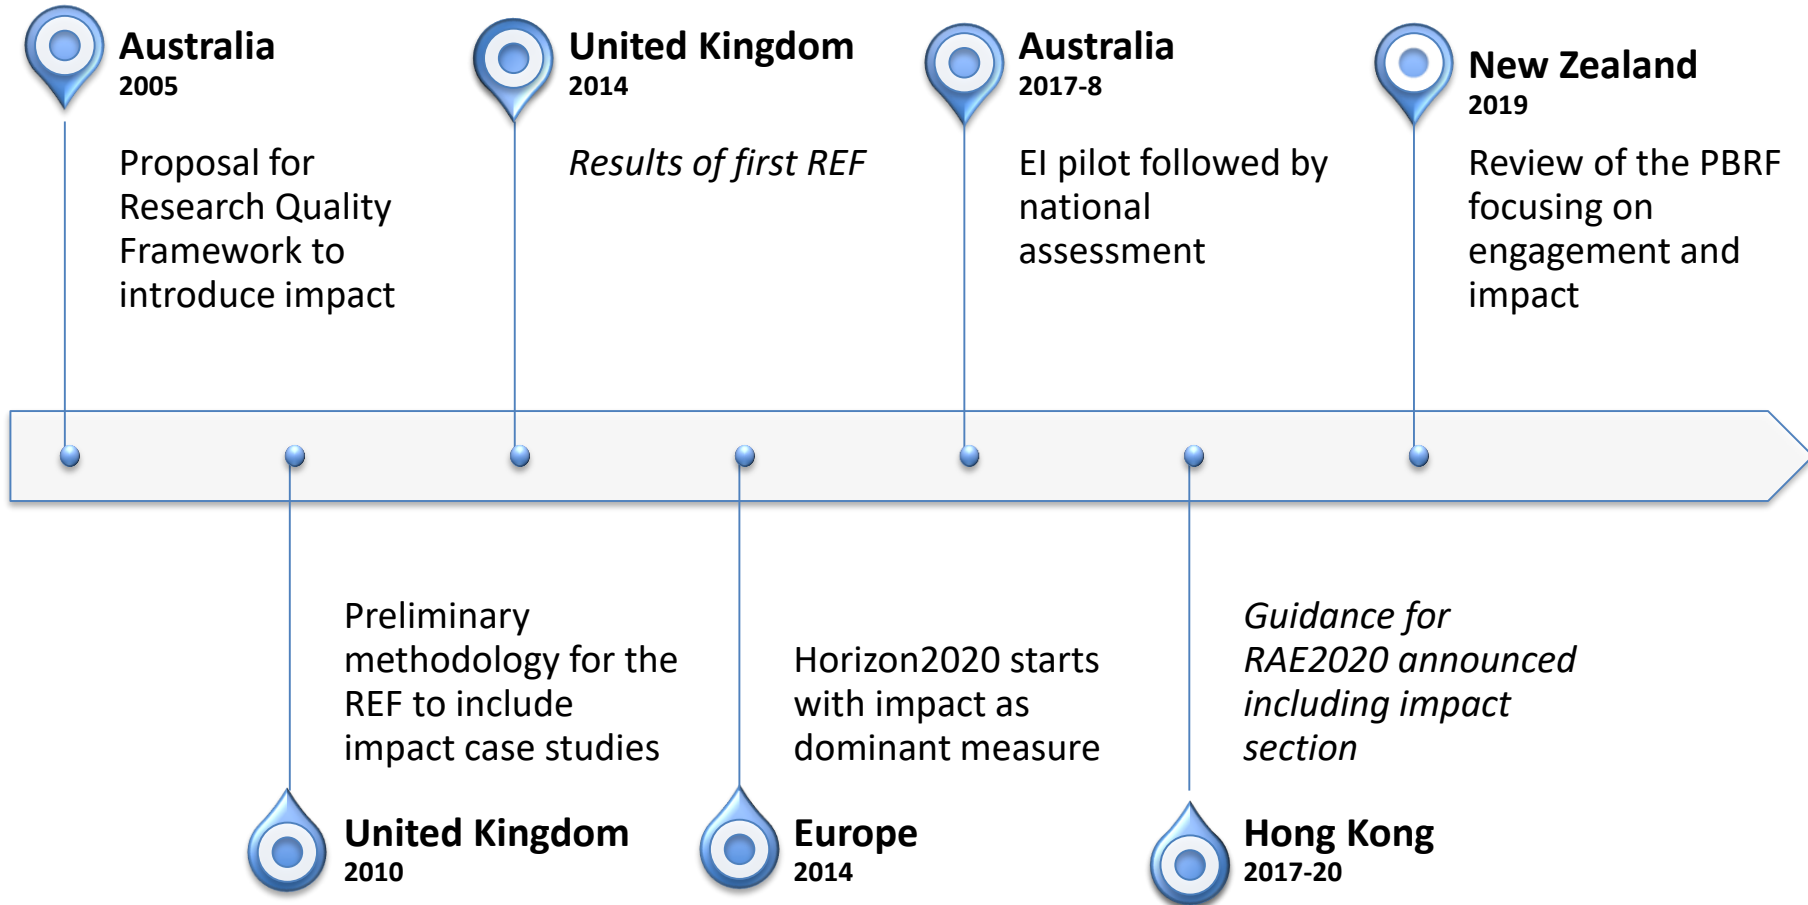 Australia
2005
Proposal for
Research Quality
Framework to
introduce impact
United Kingdom
2010
Preliminary
methodology for the
REF to include
impact case studies
United Kingdom
2014
Results of first REF
Europe
2014
Horizon2020 starts
with impact as
dominant measure
Australia
2017-8
EI pilot followed by
national
assessment
Hong Kong
2017-20
Guidance for
RAE2020 announced
including impact
section
New Zealand
2019
Review of the PBRF
focusing on
engagement and
impact